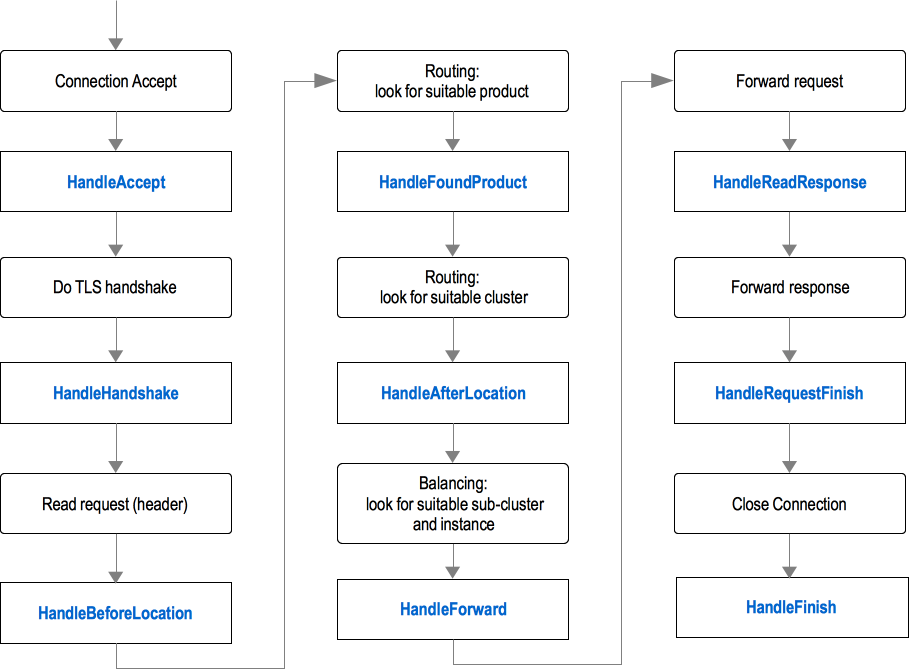 Connection Accept
HandleAccept
Do TLS handshake
HandleHandshake
Read request (header)
HandleBeforeLocation
Routing:
look for suitable product
HandleFoundProduct
Routing:
look for suitable cluster
HandleAfterLocation
Balancing:
look for suitable sub-cluster
and instance
HandleForward
Forward request
HandleReadResponse
Forward response
HandleRequestFinish
Close Connection
HandleFinish